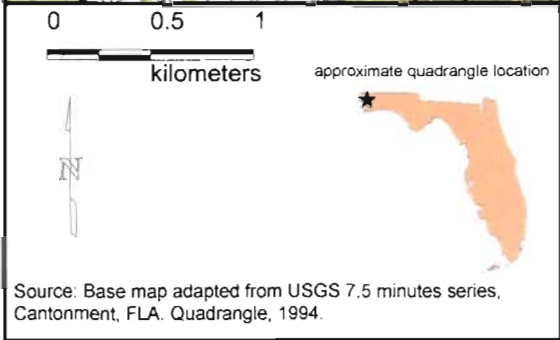 0 0.5 1
kilometers
approximate quadrangle location
N
Source: Base map adapted from USGS 7.5 minutes series,
Cantonment, FLA. Quadrangle, 1994.